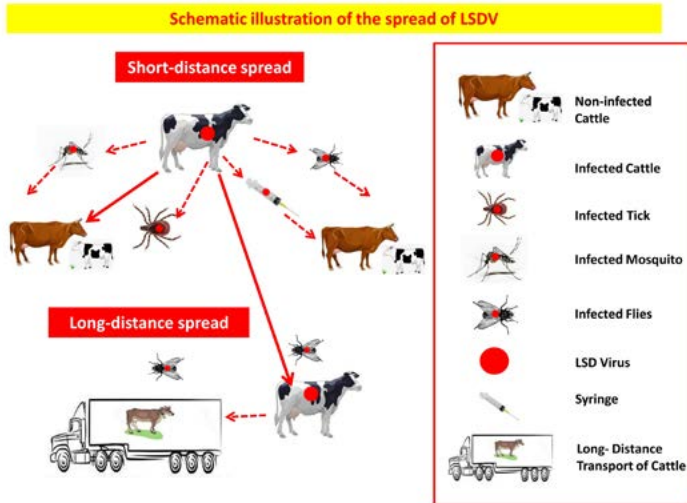 Schematic illustration of the spread of LSDV
Short-distance spread
Long-distance spread
Non-infected
Cattle
Infected Cattle
Infected Tick
Infected Mosquito
Infected Flies
LSD Virus
Syringe
Long- Distance
Transport of Cattle